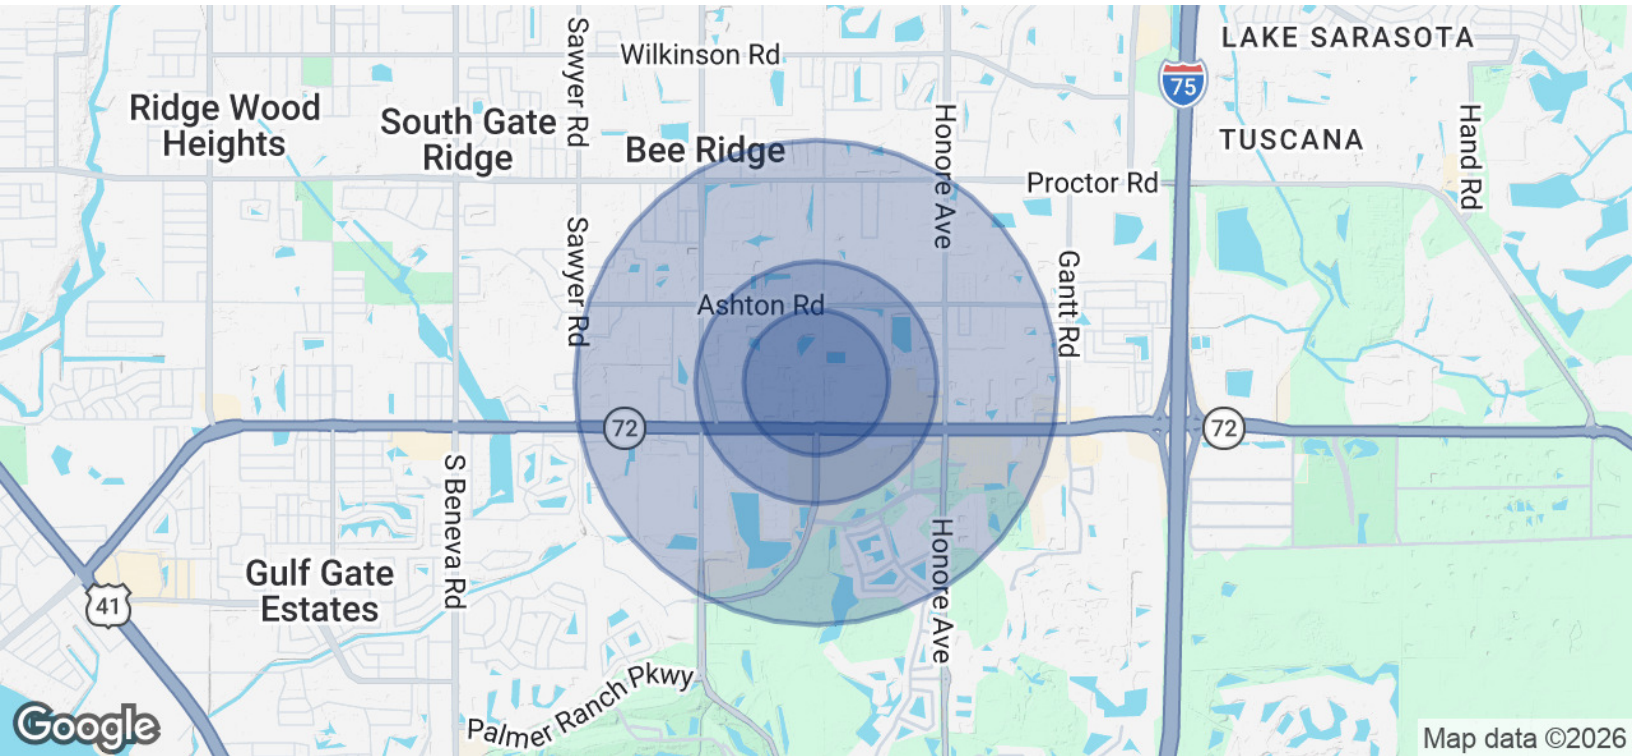 LAKE SARASOTA
Sawyer Rd
Wilkinson Rd
75
Ridge Wood
Heights
South Gate
Ridge
Bee Ridge
Honore Ave
TUSCANA
Hand Rd
Proctor Rd
Sawyer Rd
Gantt Rd
Ashton Rd
72
72
S Beneva Rd
Gulf Gate
Estates
41
Honore Ave
Palmer Ranch Pkwy
Google
Map data ©2026